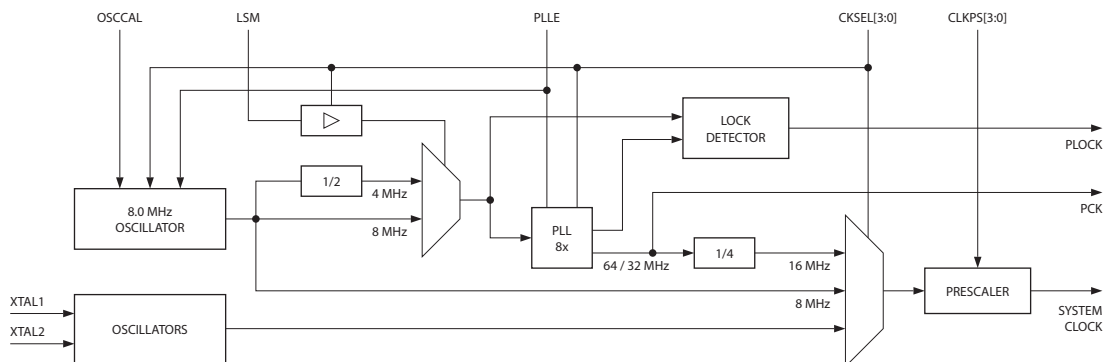 OSCCAL
LSM
PLLE
CKSEL[3:0]
CLKPS[3:0]
LOCK
DETECTOR
PLOCK
1/2
4 MHz
8.0 MHz
OSCILLATOR
8 MHz
PCK
PLL
8x
64 / 32 MHz
1/4
16 MHz
8 MHz
PRESCALER
SYSTEM
CLOCK
XTAL1
XTAL2
OSCILLATORS